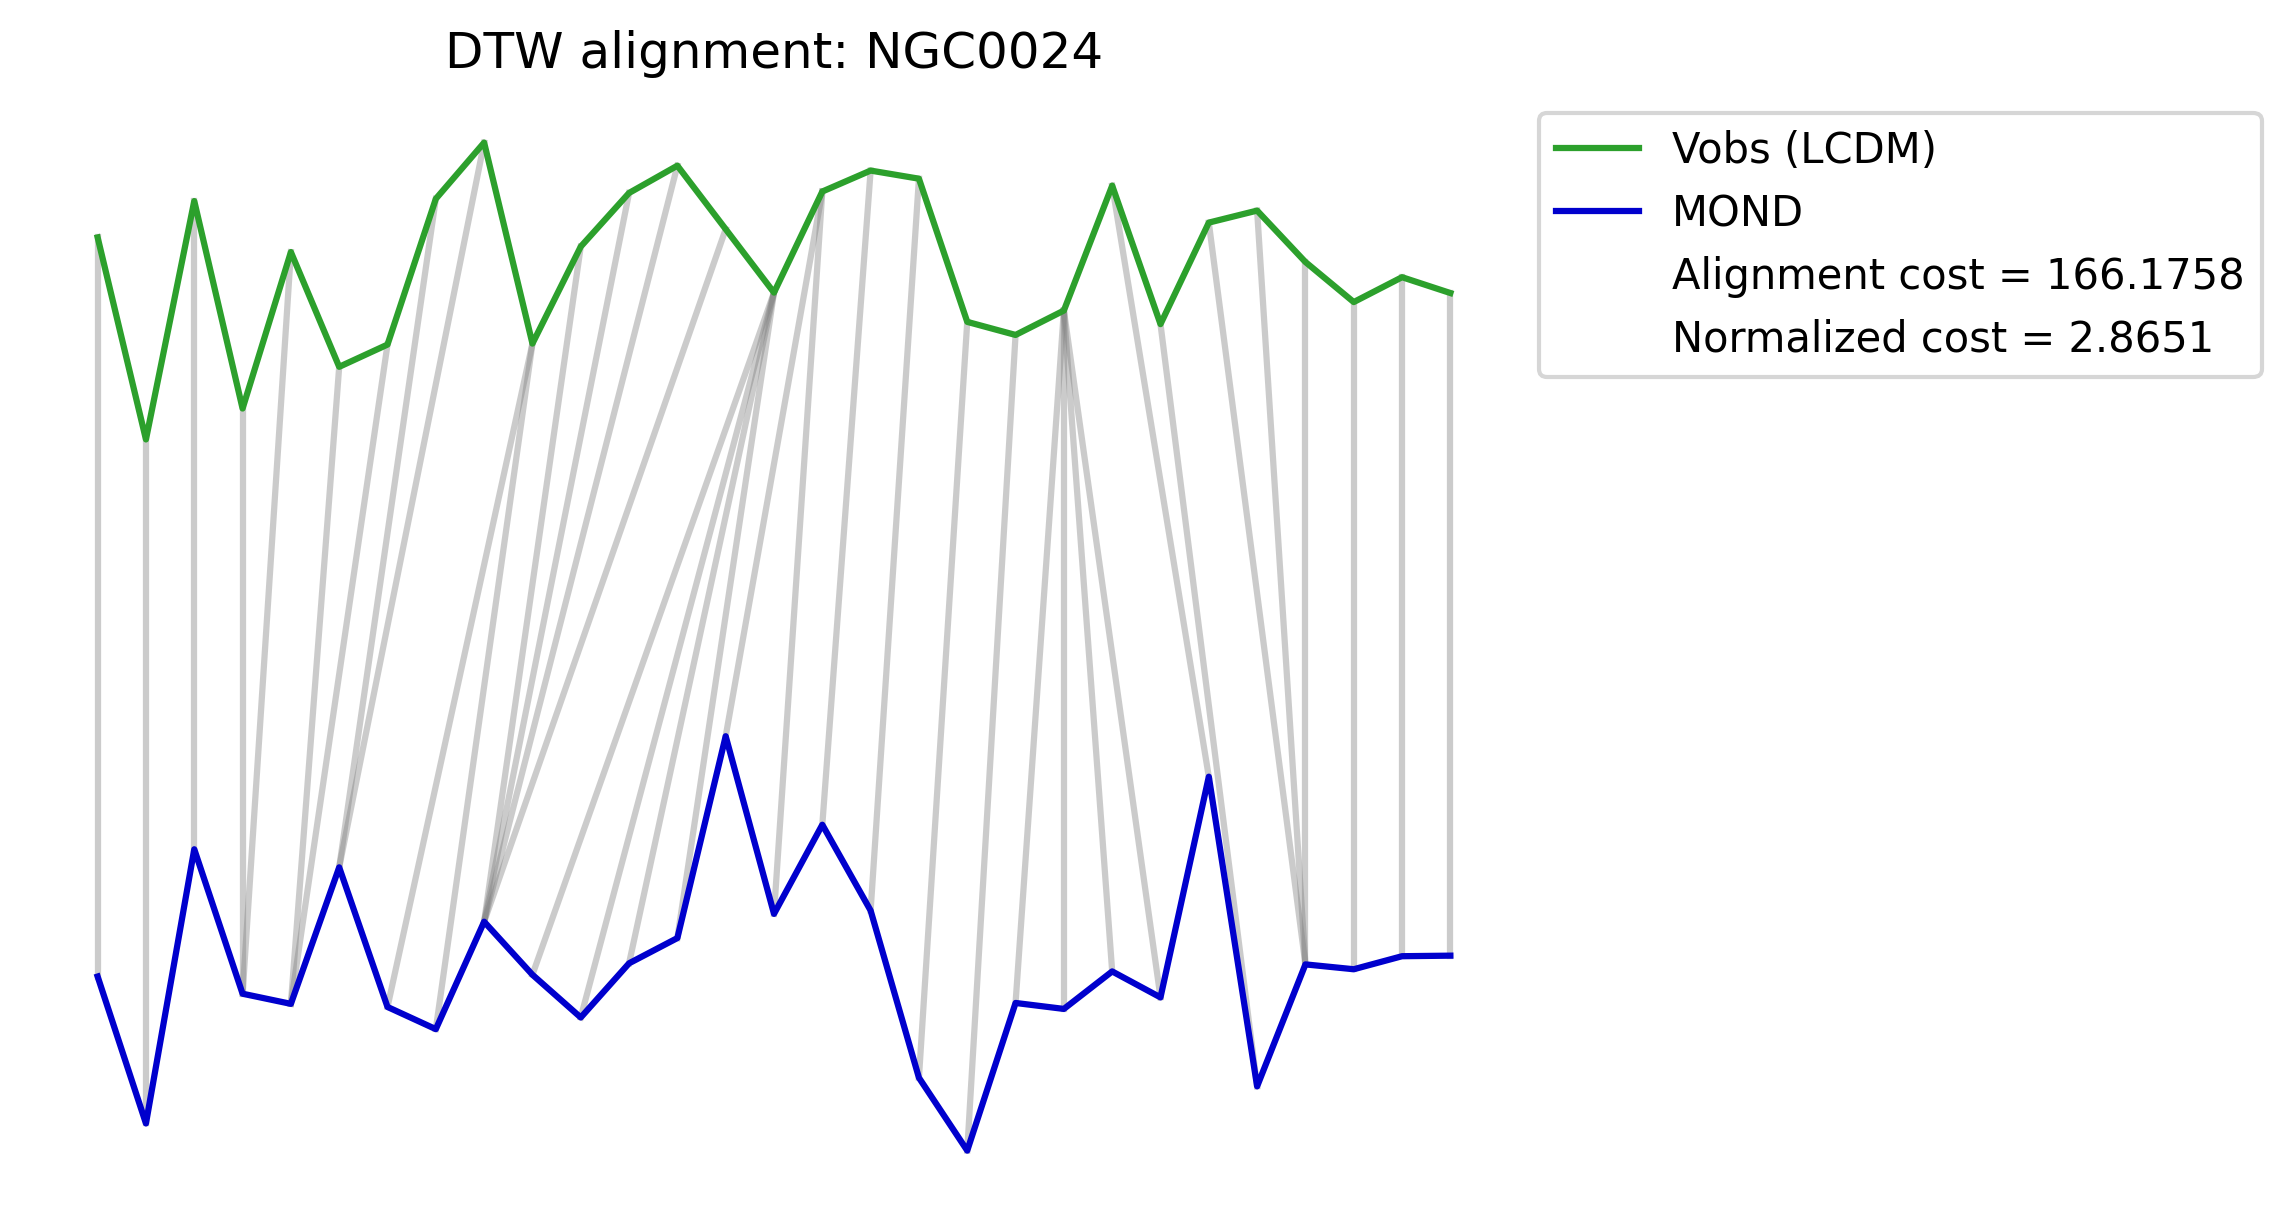 DTW alignment: NGC0024
Vobs (LCDM)
MOND
Alignment cost = 166.1758
Normalized cost = 2.8651